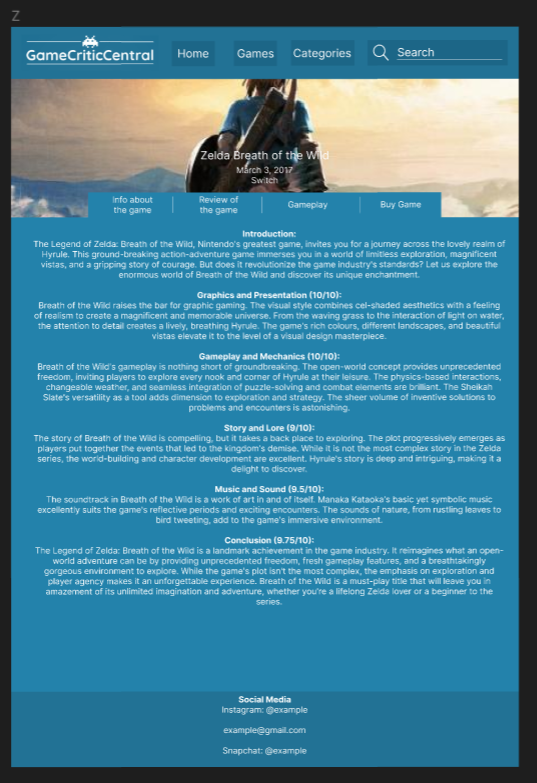 Z
GameCriticCentral
Home
Games
Categories
Search
Zelda Breath of the Wild
March 3, 2017
Switch
Info about
the game
Review of
the game
Gameplay
Buy Game
Introduction:
The Legend of Zelda: Breath of the Wild, Nintendo's greatest game, invites you for a journey across the lovely realm of
Hyrule. This ground-breaking action-adventure game immerses you in a world of limitless exploration, magnificent
vistas, and a gripping story of courage. But does it revolutionize the game industry's standards? Let us explore the
enormous world of Breath of the Wild and discover its unique enchantment.
Graphics and Presentation (10/10):
Breath of the Wild raises the bar for graphic gaming. The visual style combines cel-shaded aesthetics with a feeling
of realism to create a magnificent and memorable universe. From the waving grass to the interaction of light on water,
the attention to detail creates a lively, breathing Hyrule. The game's rich colours, different landscapes, and beautiful
vistas elevate it to the level of a visual design masterpiece.
Gameplay and Mechanics (10/10):
Breath of the Wild's gameplay is nothing short of groundbreaking. The open-world concept provides unprecedented
freedom, inviting players to explore every nook and corner of Hyrule at their leisure. The physics-based interactions,
changeable weather, and seamless integration of puzzle-solving and combat elements are brilliant. The Sheikah
Slate's versatility as a tool adds dimension to exploration and strategy. The sheer volume of inventive solutions to
problems and encounters is astonishing.
Story and Lore (9/10):
The story of Breath of the Wild is compelling, but it takes a back place to exploring. The plot progressively emerges as
players put together the events that led to the kingdom's demise. While it is not the most complex story in the Zelda
series, the world-building and character development are excellent. Hyrule's story is deep and intriguing, making it a
delight to discover.
Music and Sound (9.5/10):
The soundtrack in Breath of the Wild is a work of art in and of itself. Manaka Kataoka's basic yet symbolic music
excellently suits the game's reflective periods and exciting encounters. The sounds of nature, from rustling leaves to
bird tweeting, add to the game's immersive environment.
Conclusion (9.75/10):
The Legend of Zelda: Breath of the Wild is a landmark achievement in the game industry. It reimagines what an open-
world adventure can be by providing unprecedented freedom, fresh gameplay features, and a breathtakingly
gorgeous environment to explore. While the game's plot isn't the most complex, the emphasis on exploration and
player agency makes it an unforgettable experience. Breath of the Wild is a must-play title that will leave you in
amazement of its unlimited imagination and adventure, whether you're a lifelong Zelda lover or a beginner to the
series.
Social Media
Instagram: @example
example@gmail.com
Snapchat: @example